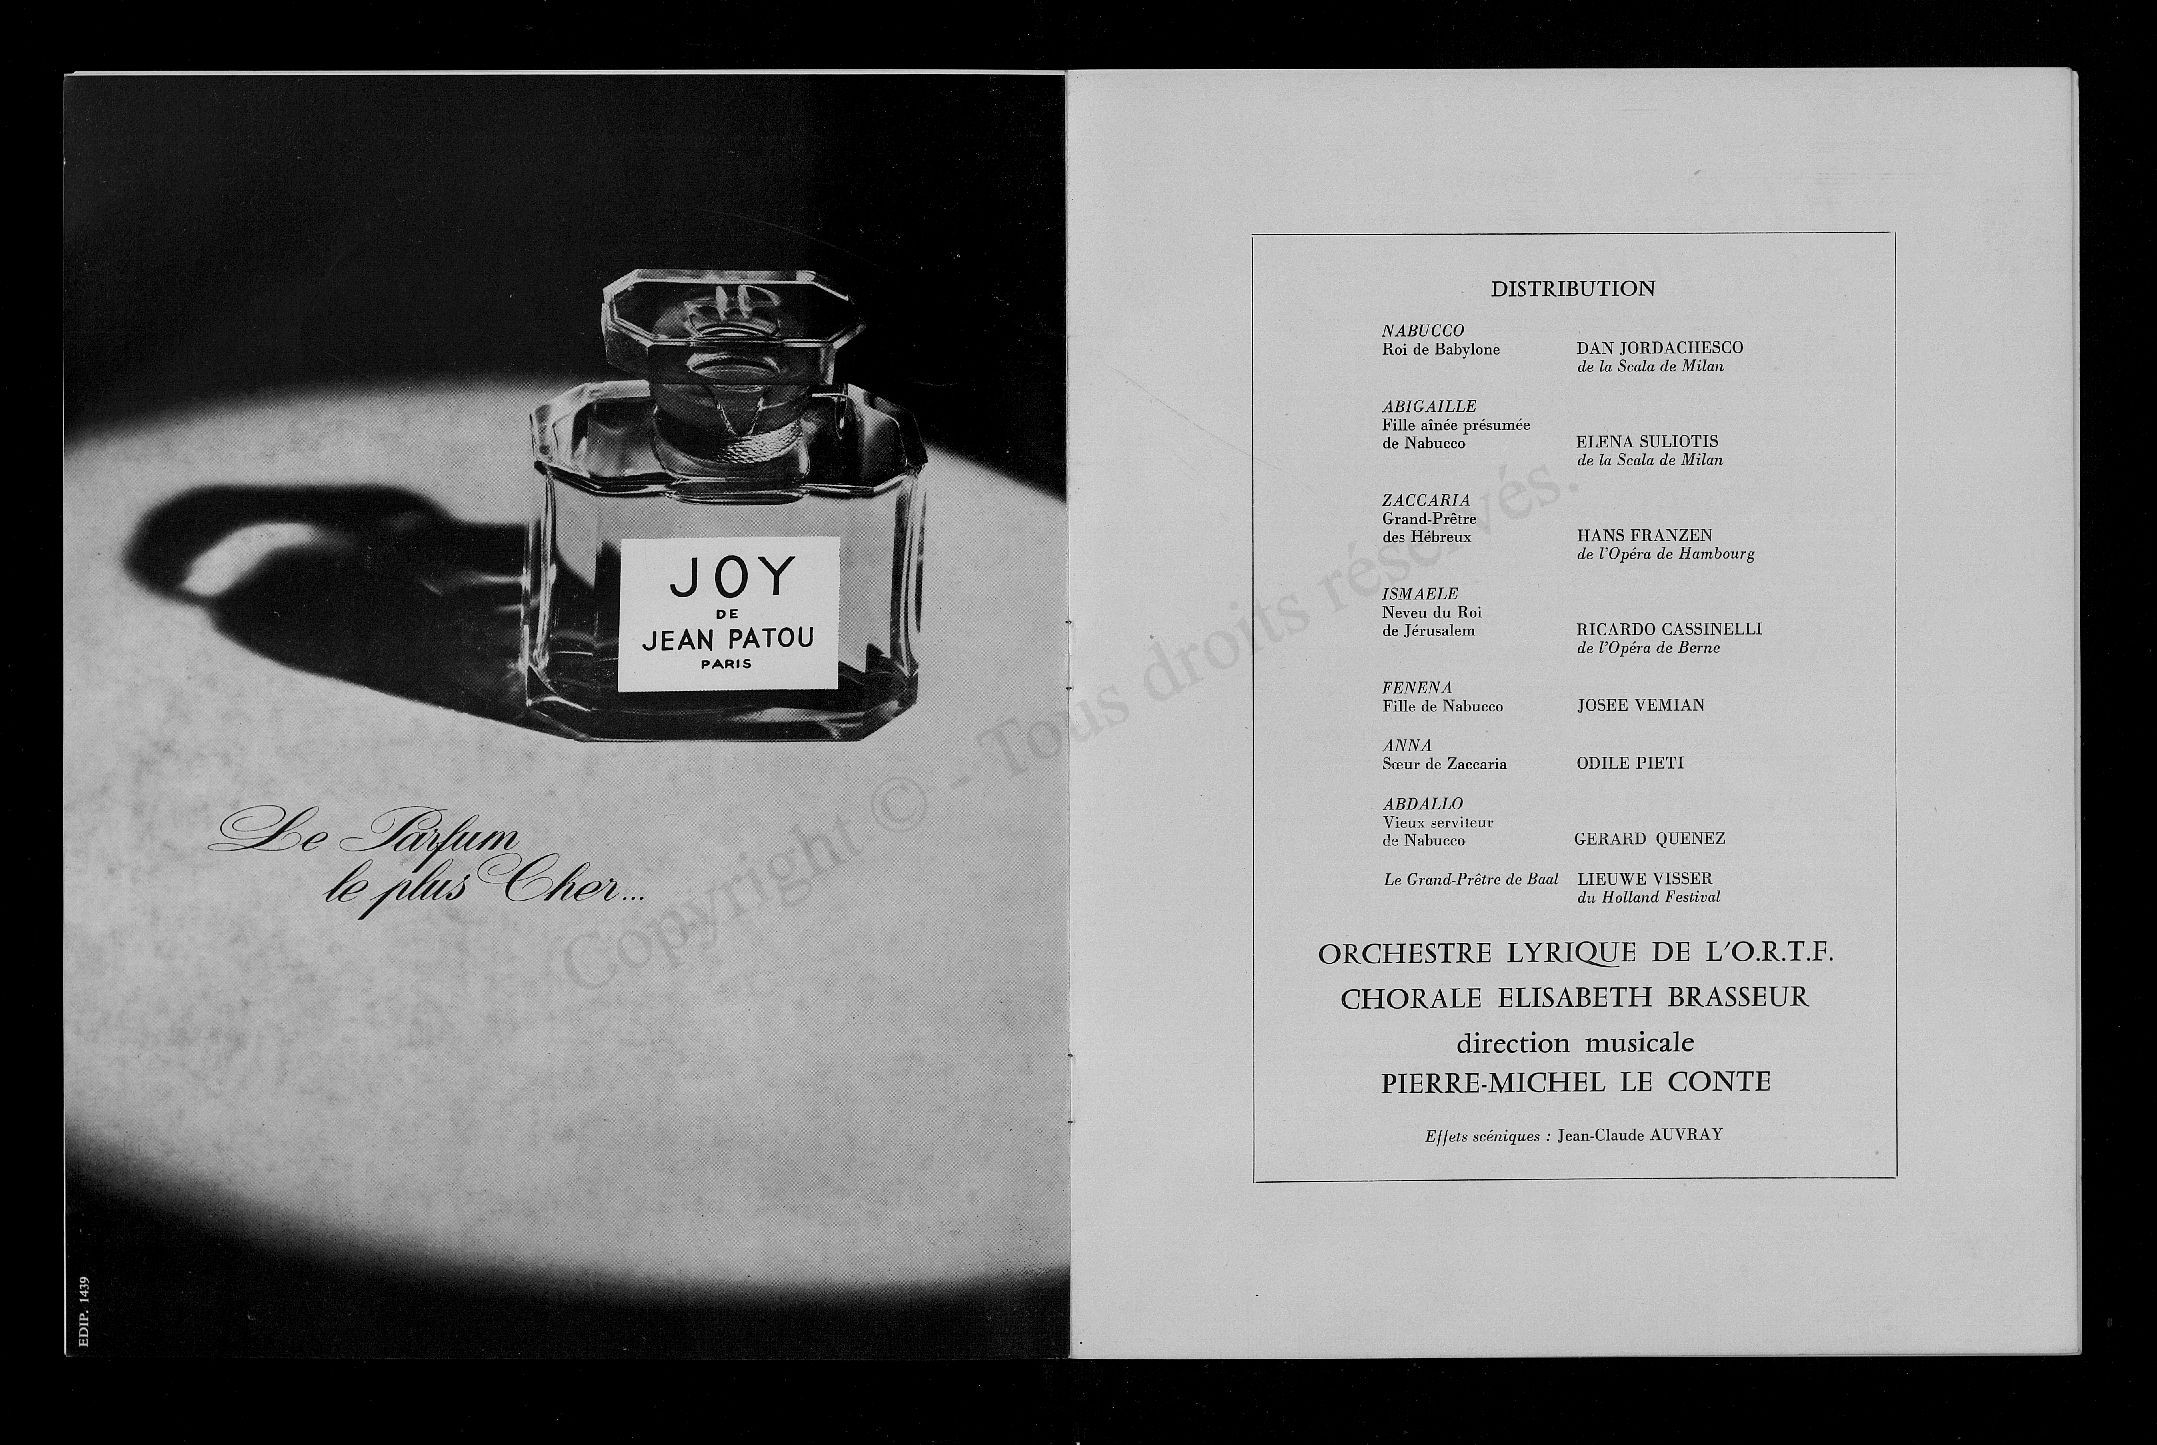 JOY
DE
JEAN PATOU
PARIS
Le Parfum
le plus Cher...
EDIP. 1439
DISTRIBUTION
NABUCCO
Roi de Babylone DAN JORDACHESCO
de la Scala de Milan
ABIGAILLE
Fille aînée présumée
de Nabucco ELENA SULIOTIS
de la Scala de Milan
ZACCARIA
Grand-Prêtre
des Hébreux HANS FRANZEN
de l'Opéra de Hambourg
ISMAELE
Neveu du Roi
de Jérusalem RICARDO CASSINELLI
de l'Opéra de Berne
FENENA
Fille de Nabucco JOSEE VEMIAN
ANNA
Sœur de Zaccaria ODILE PIETI
ABDALLO
Vieux serviteur
de Nabucco GERARD QUENEZ
Le Grand-Prêtre de Baal LIEUWE VISSER
du Holland Festival
ORCHESTRE LYRIQUE DE L'O.R.T.F.
CHORALE ELISABETH BRASSEUR
direction musicale
PIERRE-MICHEL LE CONTE
Effets scéniques : Jean-Claude AUVRAY
Copyright © - Tous droits réservés.